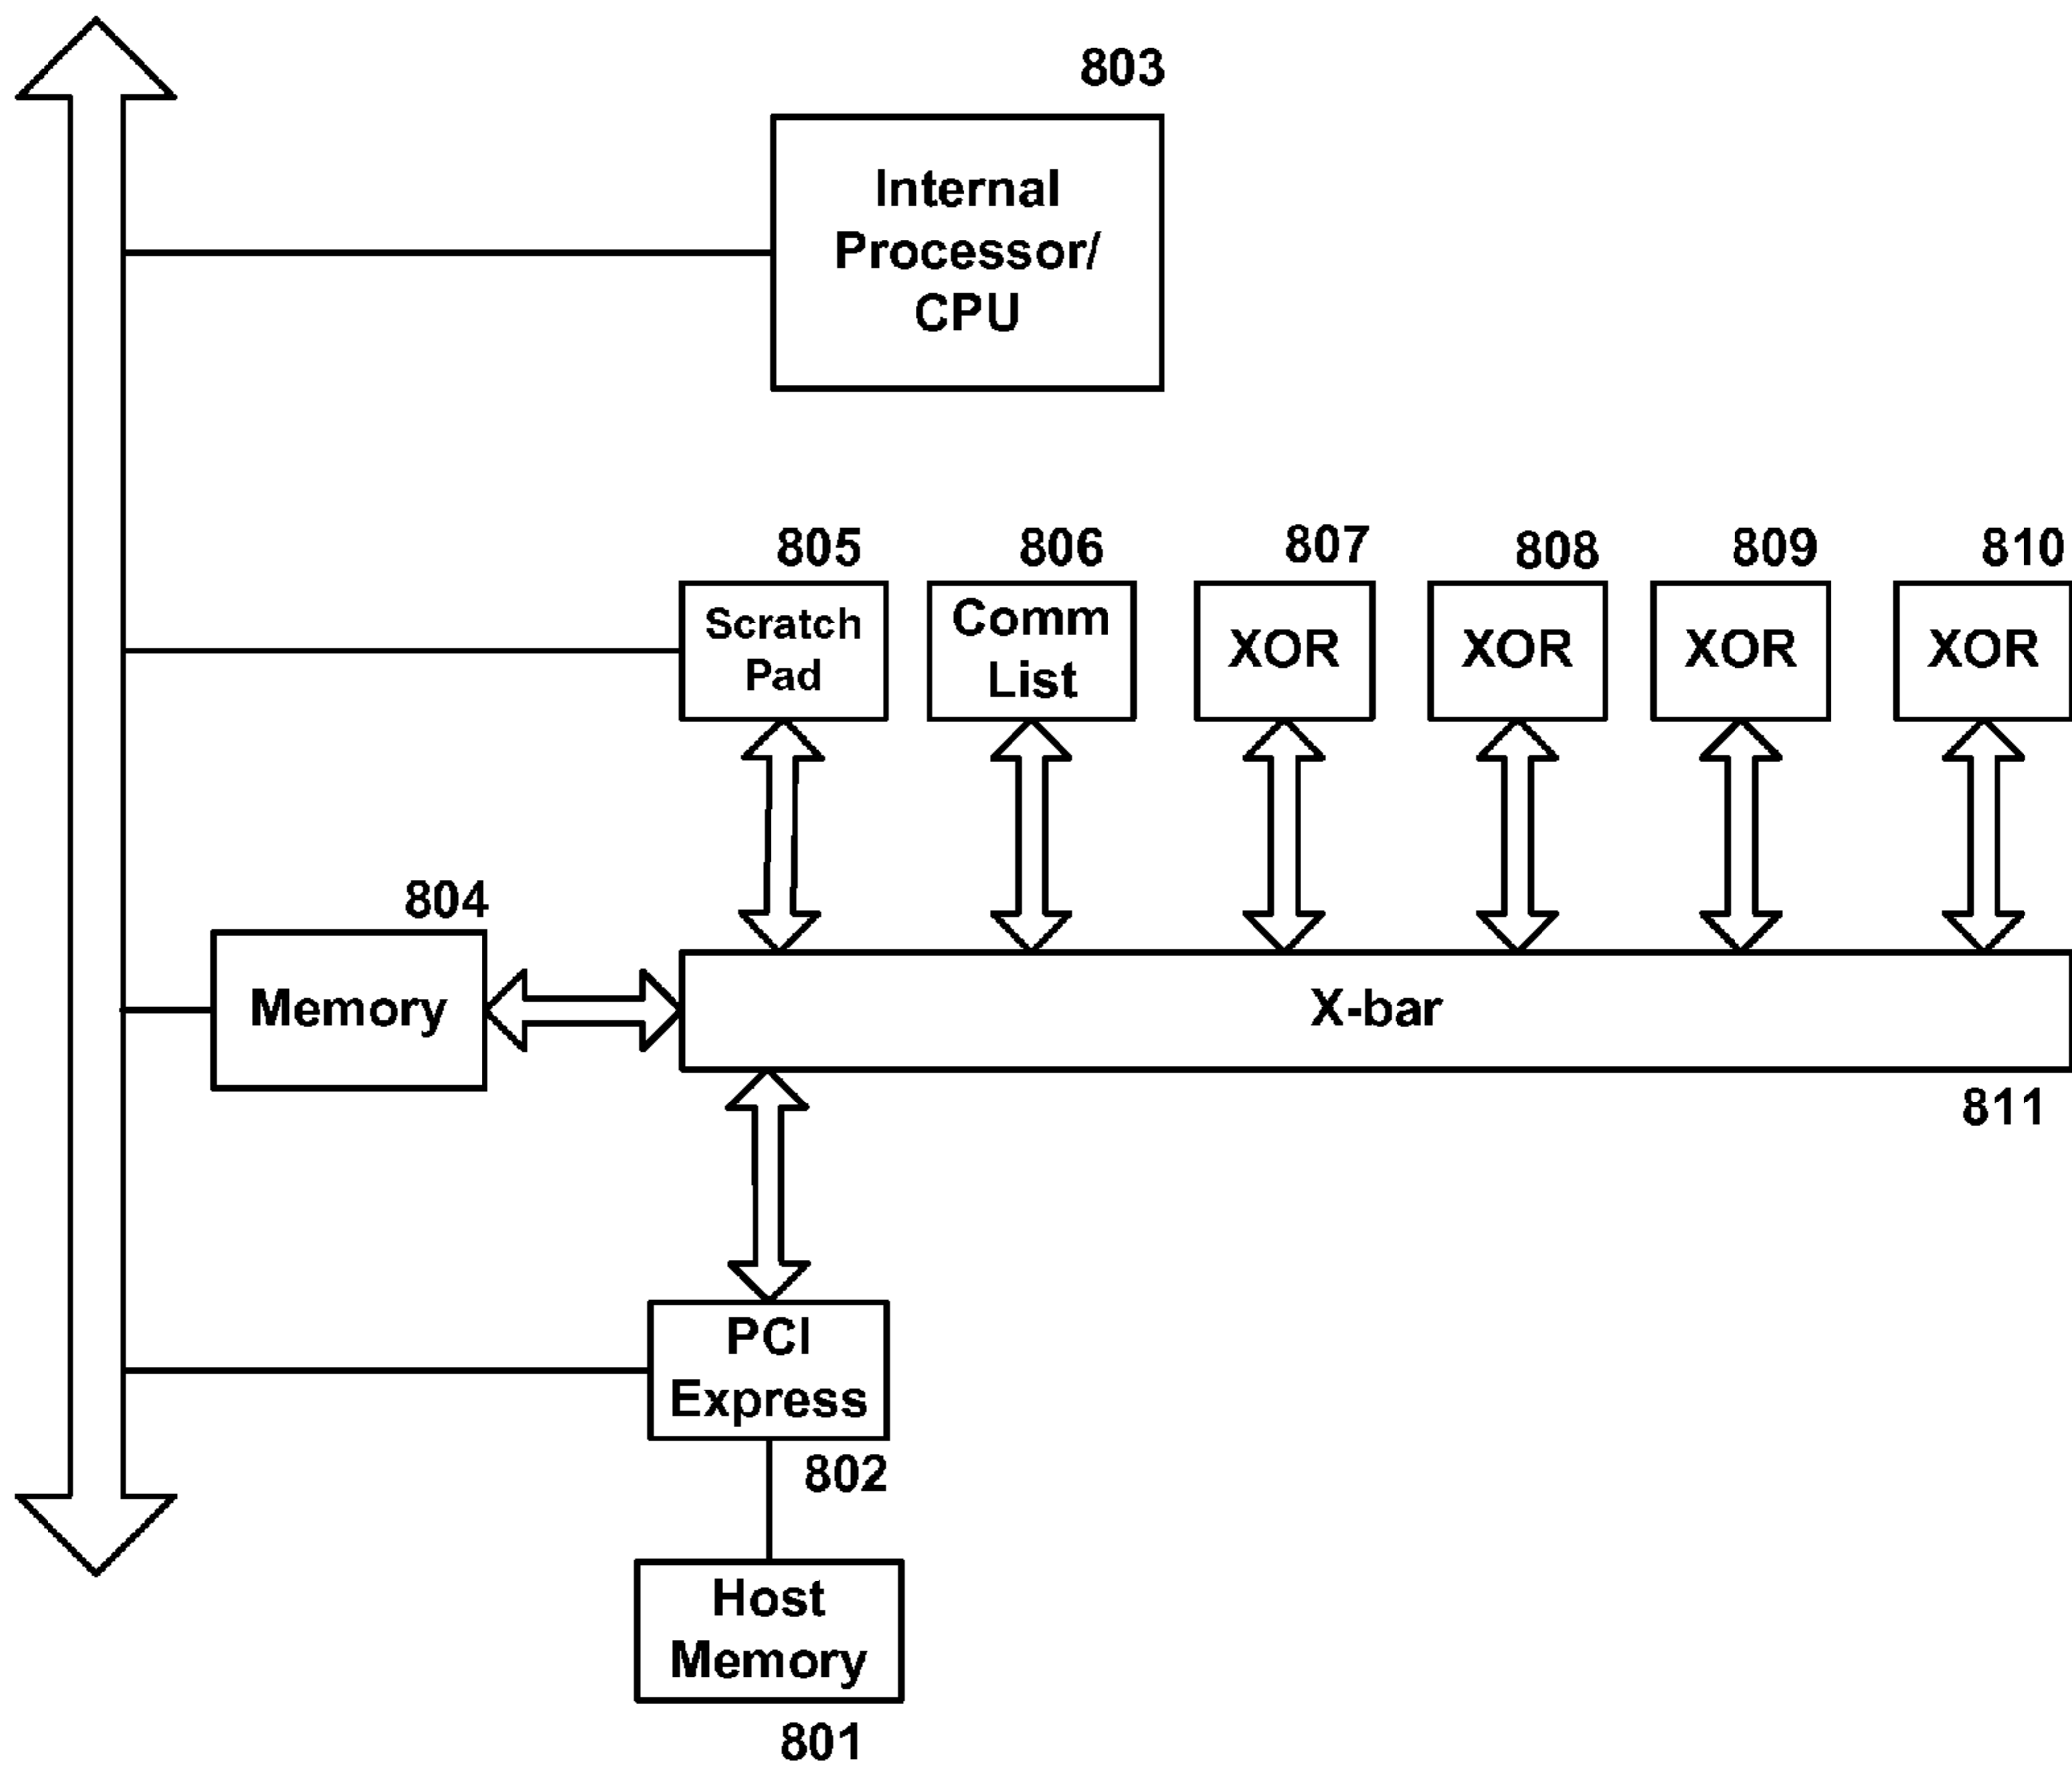 803
Internal
Processor/
CPU
805
806
807
808
809
810
Scratch
Pad
Comm
List
XOR
XOR
XOR
XOR
804
Memory
X-bar
811
PCI
Express
802
Host
Memory
801